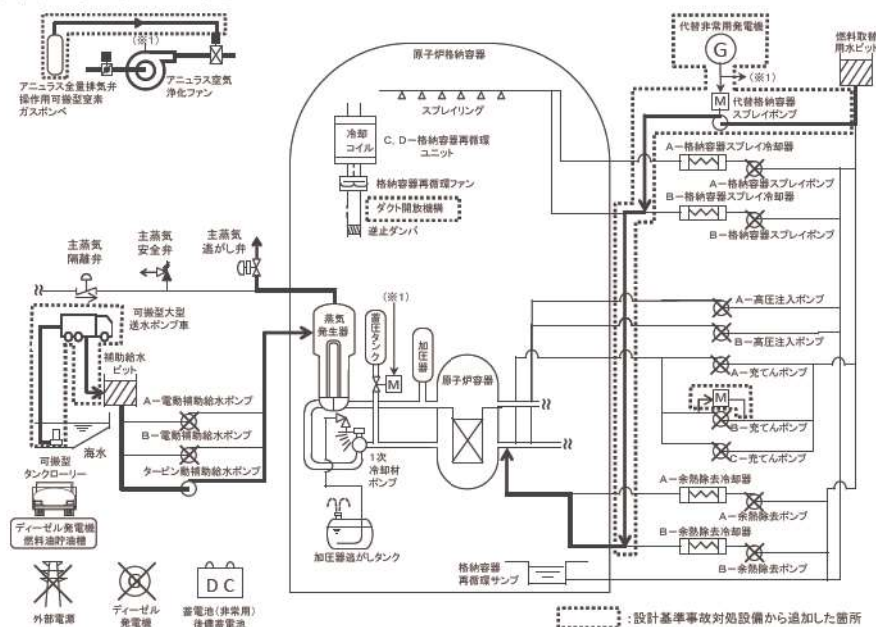 (※1)
アニュラス全量排気弁
操作用可搬型窒素
ガスボンベ
アニュラス空気
浄化ファン
原子炉格納容器
スプレイリング
冷却
コイル
C, D－格納容器再循環
ユニット
格納容器再循環ファン
ダクト開放機構
逆止ダンパ
代替非常用発電機
G
(※1)
M
代替格納容器
スプレイポンプ
燃料取替
用水ピット
A－格納容器スプレイ冷却器
A－格納容器スプレイポンプ
B－格納容器スプレイ冷却器
B－格納容器スプレイポンプ
主蒸気
隔離弁
主蒸気
安全弁
主蒸気
逃がし弁
可搬型大型
送水ポンプ車
補助給水
ピット
A－電動補助給水ポンプ
B－電動補助給水ポンプ
タービン動補助給水ポンプ
海水
可搬型
タンクローリー
ディーゼル発電機
燃料油貯油槽
蒸気
発生器
蓄圧タンク
(※1)
M
加圧器
原子炉容器
1次
冷却材
ポンプ
加圧器逃がしタンク
A－高圧注入ポンプ
B－高圧注入ポンプ
A－充てんポンプ
M
B－充てんポンプ
C－充てんポンプ
A－余熱除去冷却器
A－余熱除去ポンプ
B－余熱除去冷却器
B－余熱除去ポンプ
格納容器
再循環サンプ
外部電源
ディーゼル
発電機
DC
蓄電池(非常用)
後備蓄電池
:設計基準事故対処設備から追加した箇所